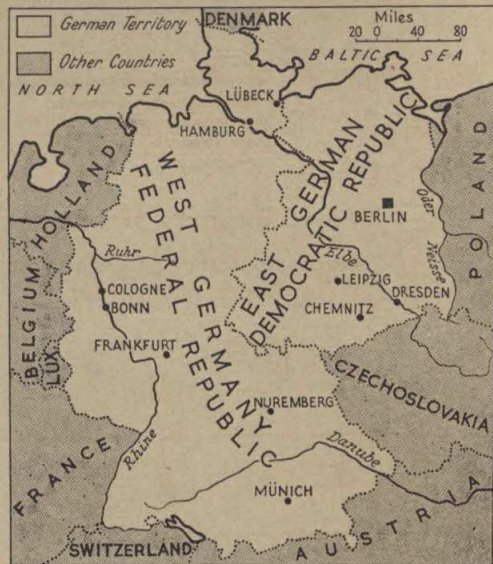 German Territory
Other Countries
DENMARK
Miles
20 0 40 80
BALTIC SEA
NORTH SEA
LÜBECK
HAMBURG
HOLLAND
WEST GERMANY
FEDERAL REPUBLIC
EAST GERMAN
DEMOCRATIC REPUBLIC
BERLIN
Oder
Neisse
POLAND
Ruhr
Elbe
LEIPZIG
DRESDEN
CHEMNITZ
COLOGNE
BONN
BELGIUM
LUX
FRANKFURT
CZECHOSLOVAKIA
NUREMBERG
FRANCE
Rhine
Danube
MÜNICH
SWITZERLAND
AUSTRIA